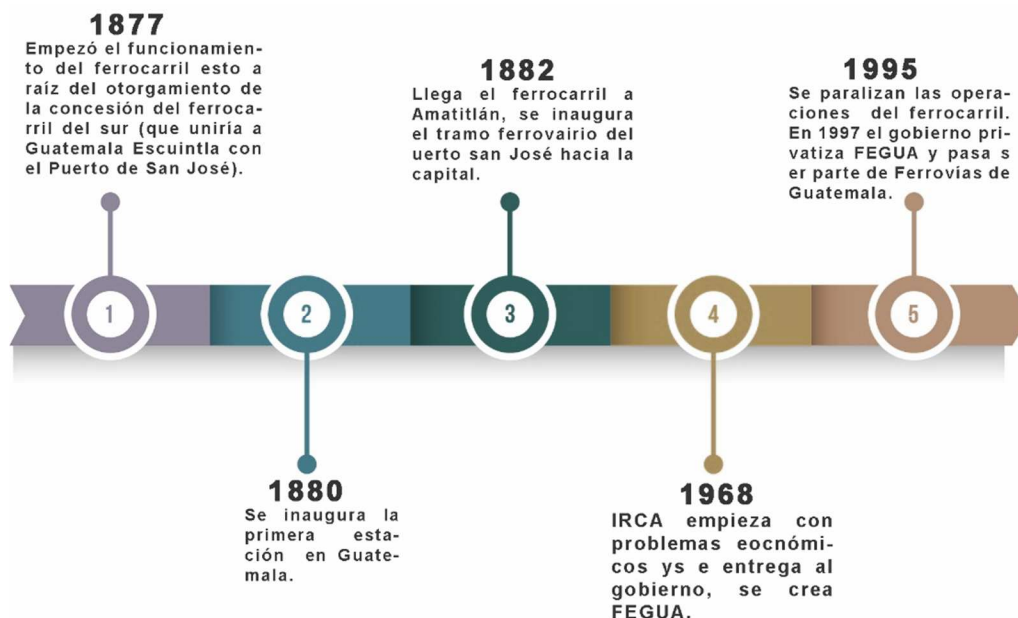 1877
Empezó el funcionamien-
to del ferrocarril esto a
raíz del otorgamiento de
la concesión del ferroca-
rril del sur (que uniría a
Guatemala Escuintla con
el Puerto de San José).
1882
Llega el ferrocarril a
Amatitlán, se inaugura
el tramo ferrovairio del
uerto san José hacia la
capital.
1995
Se paralizan las opera-
ciones del ferrocarril.
En 1997 el gobierno pri-
vatiza FEGUA y pasa s
er parte de Ferrovías de
Guatemala.
1
2
3
4
5
1880
Se inaugura la
primera esta-
ción en Guate-
mala.
1968
IRCA empieza con
problemas eocnómi-
cos ys e entrega al
gobierno, se crea
FEGUA.